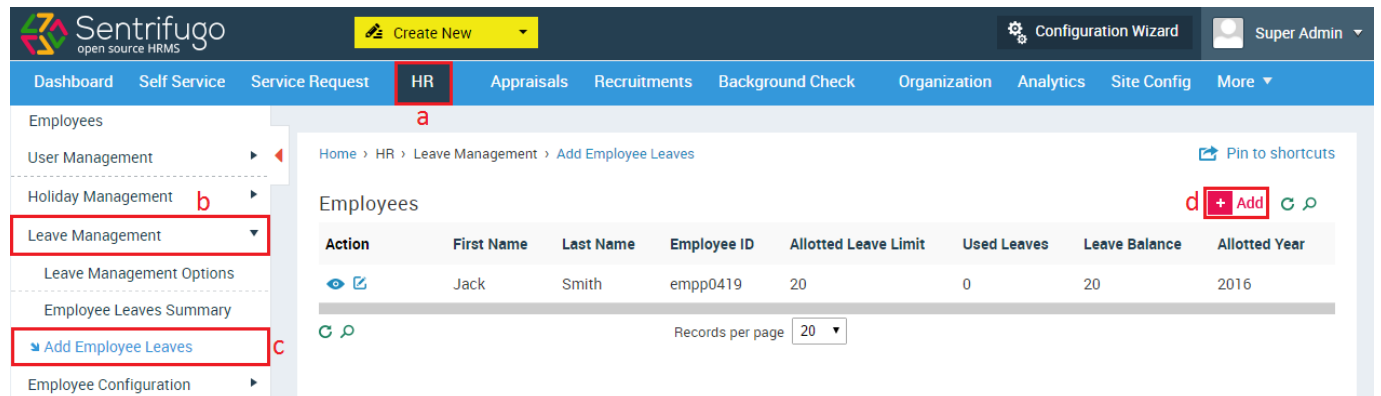 Sentrifugo
open source HRMS
Create New
Configuration Wizard
Super Admin
Dashboard Self Service Service Request HR Appraisals Recruitments Background Check Organization Analytics Site Config More
a
Employees
User Management
Holiday Management
b
Leave Management
Leave Management Options
Employee Leaves Summary
Add Employee Leaves
c
Employee Configuration
Home › HR › Leave Management › Add Employee Leaves
Pin to shortcuts
Employees
d
+ Add
Action First Name Last Name Employee ID Allotted Leave Limit Used Leaves Leave Balance Allotted Year
Jack Smith empp0419 20 0 20 2016
Records per page 20